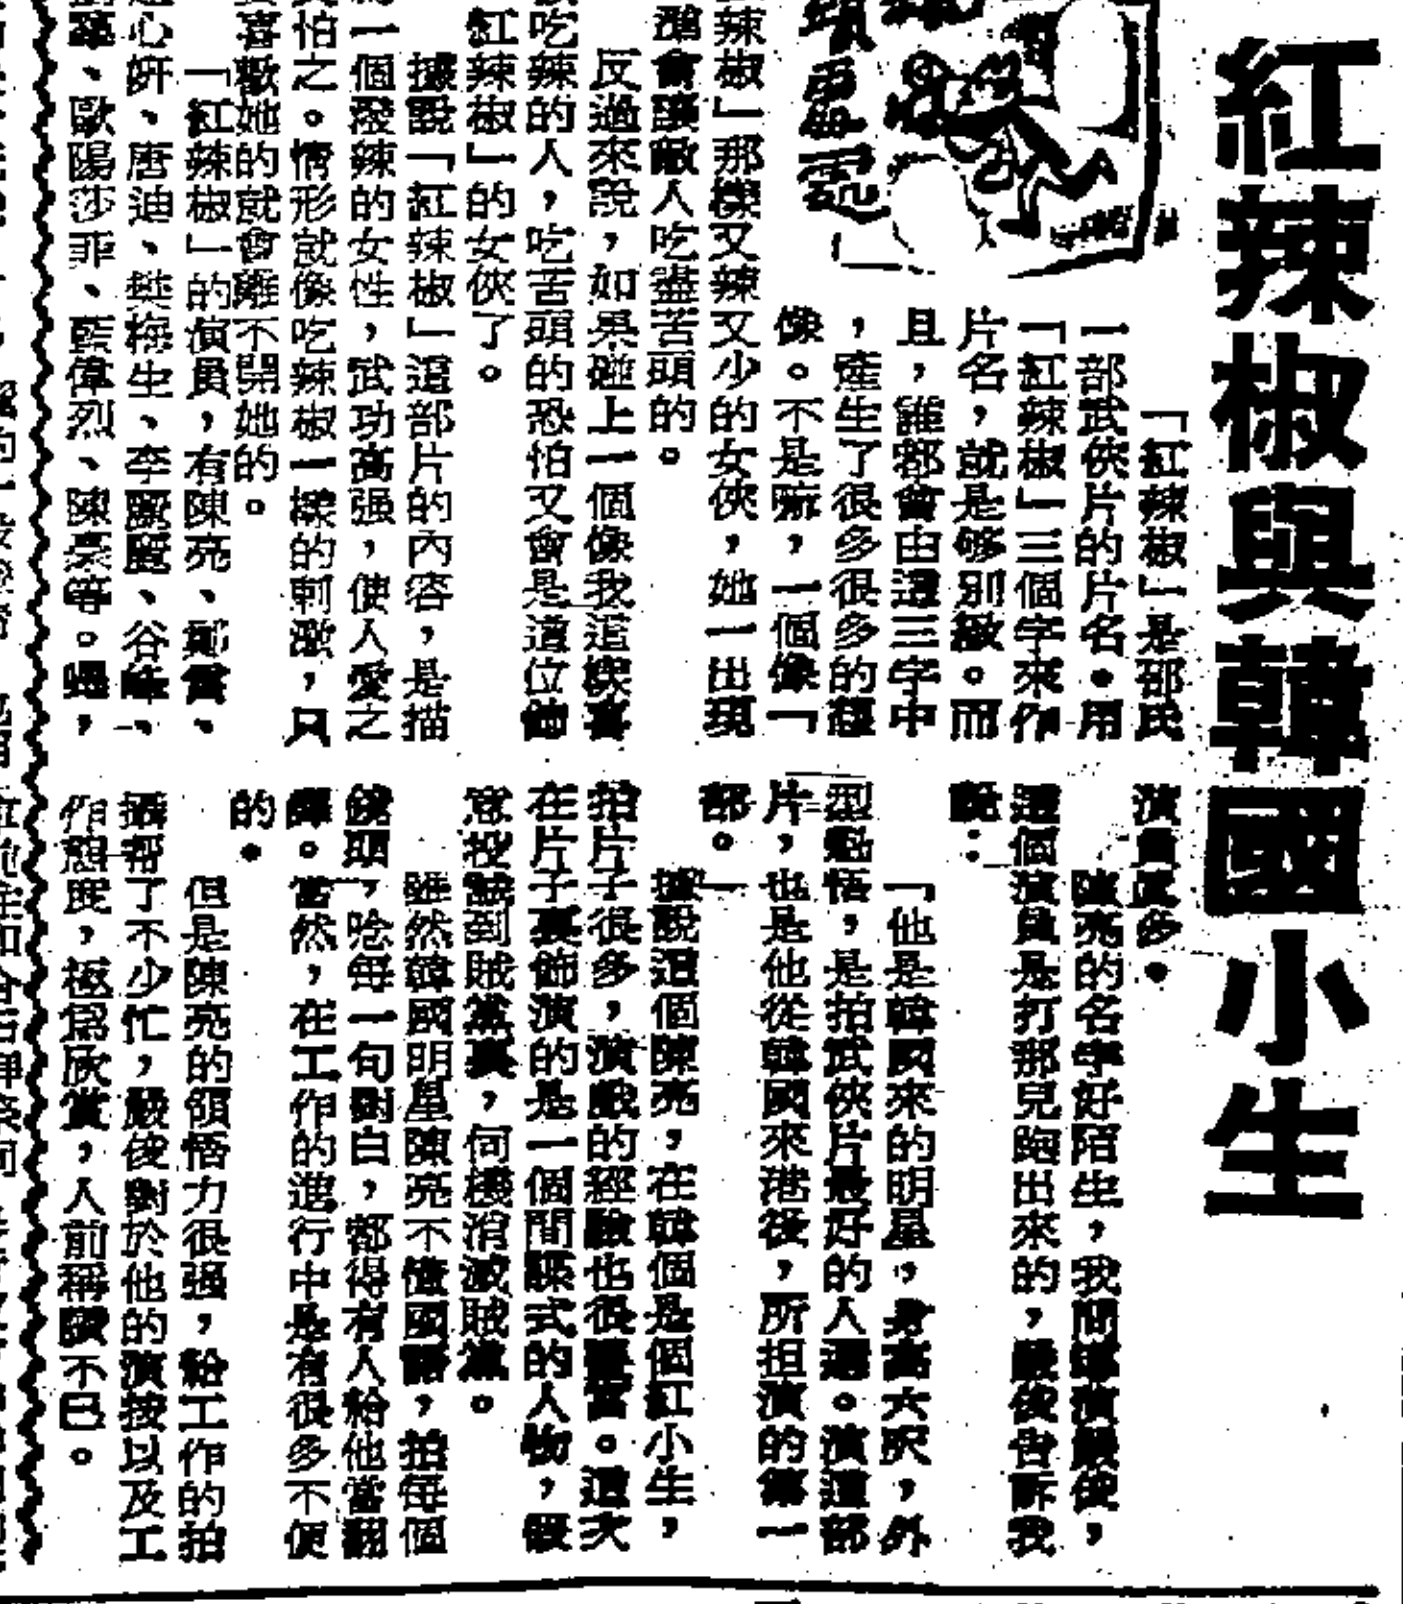 紅辣椒與韓國小生
「紅辣椒」是邵氏
一部武俠片的片名。用
「紅辣椒」三個字來作
片名，就是够別緻。而
且，誰都會由這三字中
，產生了很多很多的
像。不是嘛，一個像「
辣椒」那樣又辣又少的女俠，她一出現
會讓敵人吃盡苦頭的。
反過來說，如果碰上一個像我這樣喜
吃辣的人，吃苦頭的恐怕又會是這位
紅辣椒」的女俠了。
據說「紅辣椒」這部片的內容，是描
一個潑辣的女性，武功高强，使人愛之
怕之。情形就像吃辣椒一樣的刺激，只
喜歡她的就會離不開她的。
「紅辣椒」的演員，有陳亮、鄭雷、
心妍、唐迪、樊梅生、李麗麗、谷峰、
、歐陽莎菲、藍偉烈、陳豪等。
演員眞多。
陳亮的名字好陌生，我問導演嚴俊，
這個演員是打那兒跑出來的，嚴俊告訴我
說：
「他是韓國來的明星，身高六呎，外
型魁悟，是拍武俠片最好的人選。演這部
片，也是他從韓國來港後，所担演的第一
部。」
據說這個陳亮，在韓個是個紅小生，
拍片子很多，演戲的經驗也很豐富。這次
在片子裏飾演的是一個間諜式的人物，假
意投誠到賊黨裏，伺機消滅賊黨。
雖然韓國明星陳亮不懂國語，拍每個
鏡頭，唸每一句對白，都得有人給他當翻
譯。當然，在工作的進行中是有很多不便
的。
但是陳亮的領悟力很强，給工作的拍
攝帮了不少忙，嚴俊對於他的演技以及工
作態度，極爲欣賞，人前稱讚不已。